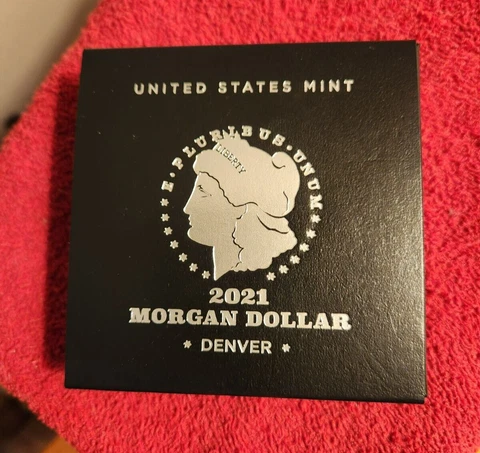 UNITED STATES MINT
E·PLURIBUS·UNUM
LIBERTY
2021
MORGAN DOLLAR
* DENVER *